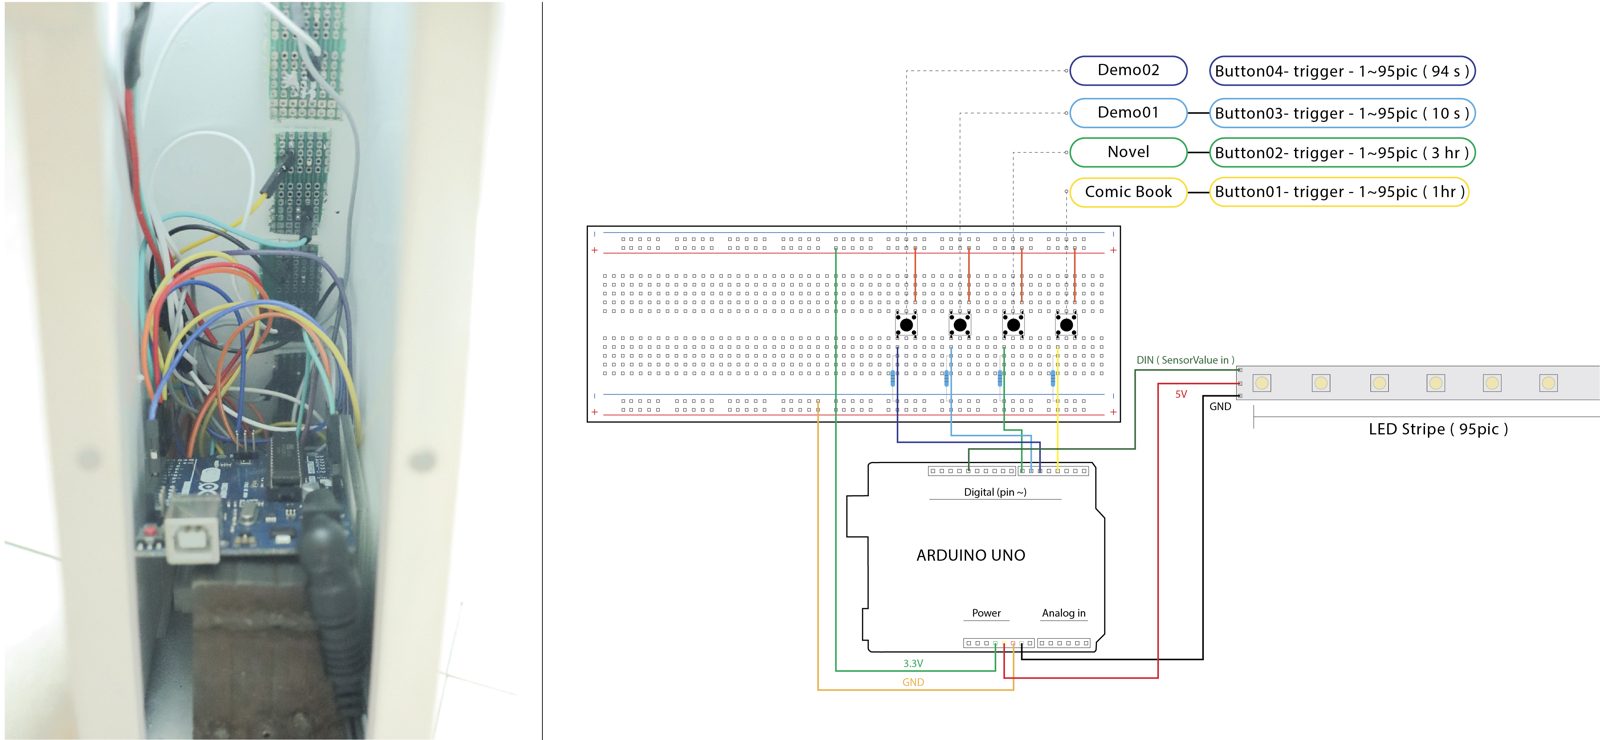 Demo02
Button04- trigger - 1~95pic ( 94 s )
Demo01
Button03- trigger - 1~95pic ( 10 s )
Novel
Button02- trigger - 1~95pic ( 3 hr )
Comic Book
Button01- trigger - 1~95pic ( 1hr )
DIN ( SensorValue in )
5V
GND
LED Stripe ( 95pic )
Digital (pin ~)
ARDUINO UNO
Power
Analog in
3.3V
GND